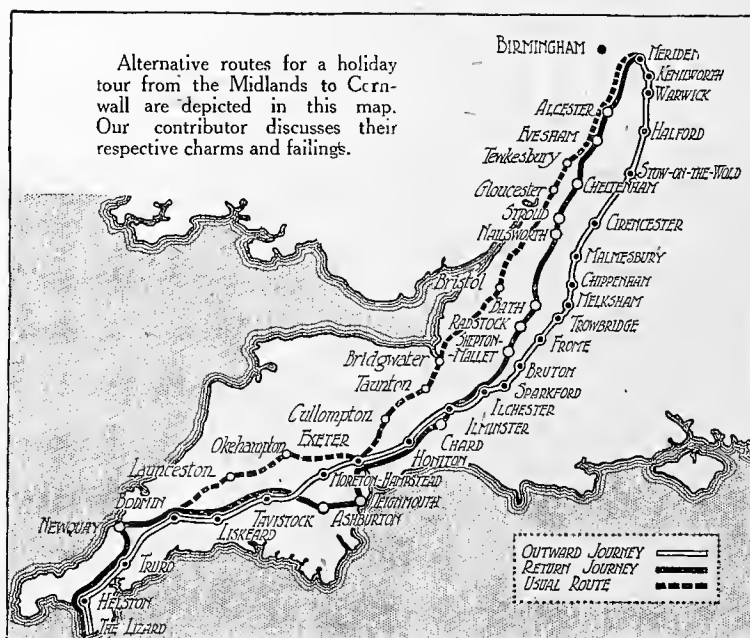 Alternative routes for a holiday
tour from the Midlands to Corn-
wall are depicted in this map.
Our contributor discusses their
respective charms and failings.
BIRMINGHAM
MERIDEN
KENILWORTH
WARWICK
ALCESTER
HALFORD
EVESHAM
Tewkesbury
STOW-ON-THE-WOLD
CHELTENHAM
Gloucester
STROUD
CIRENCESTER
NAILSWORTH
MALMESBURY
Bristol
CHIPPENHAM
BATH
MELKSHAM
RADSTOCK
TROWBRIDGE
SHEPTON-
MALLET
FROME
Bridgwater
BRUTON
Taunton
SPARKFORD
ILCHESTER
Cullompton
ILMINSTER
Okehampton
EXETER
CHARD
HONITON
Launceston
MORETON-HAMPSTEAD
BODMIN
TEIGNMOUTH
NEWQUAY
TAVISTOCK
ASHBURTON
LISKEARD
TRURO
HELSTON
THE LIZARD
OUTWARD JOURNEY
RETURN JOURNEY
USUAL ROUTE